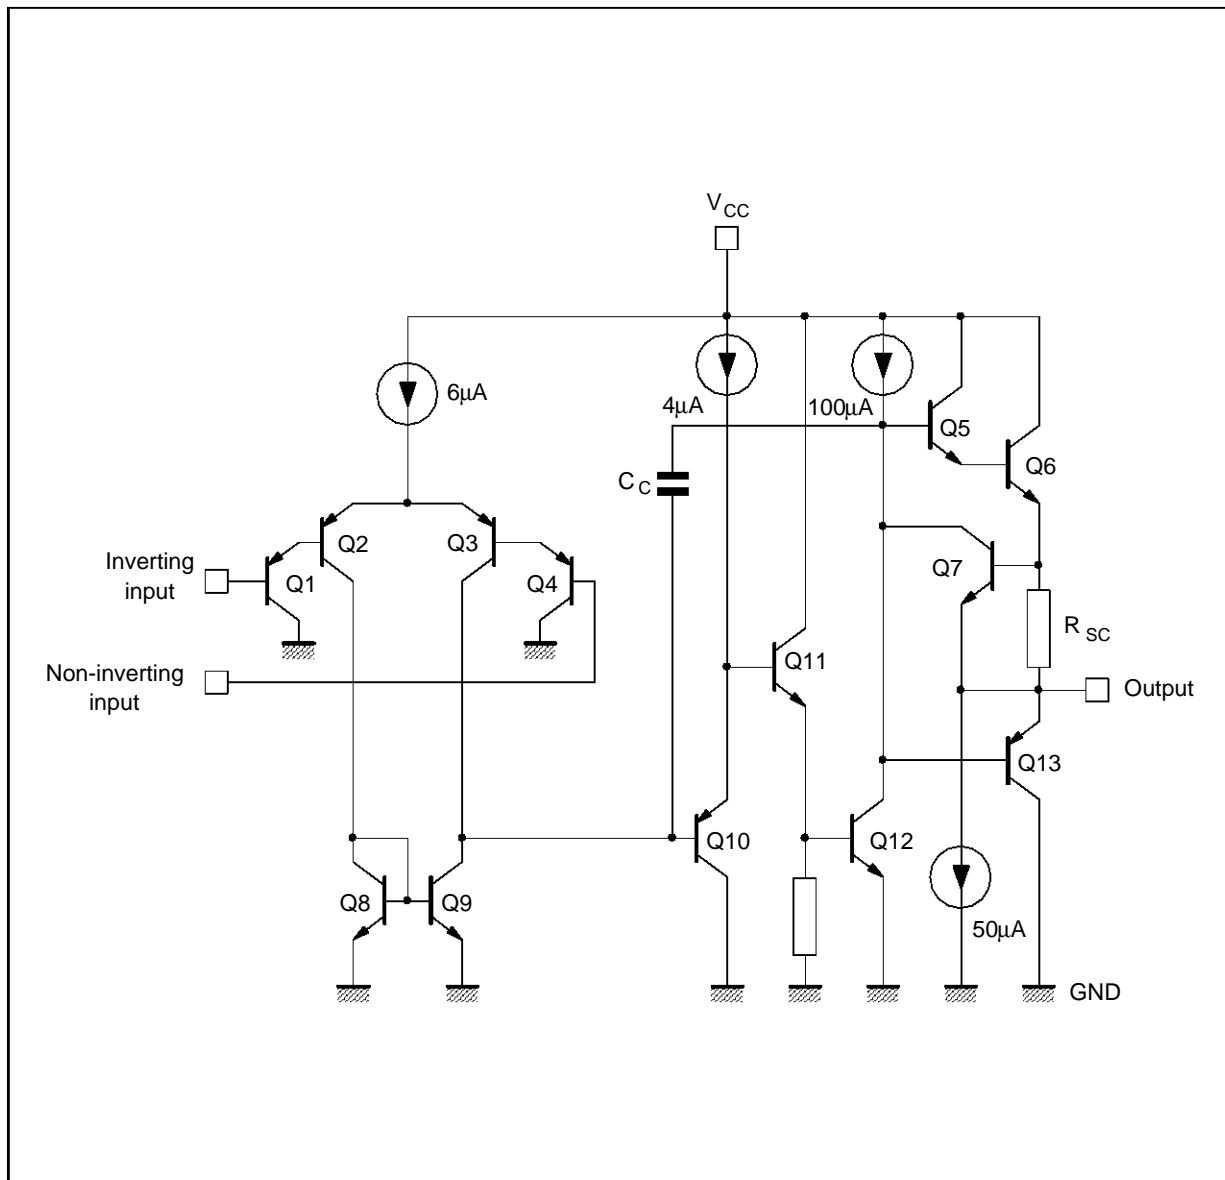 V CC
6µA
4µA
100µA
Q5
Q6
C C
Q2
Q3
Inverting
input
Q1
Q4
Q7
R SC
Non-inverting
input
Q11
Output
Q13
Q10
Q12
Q8
Q9
50µA
GND